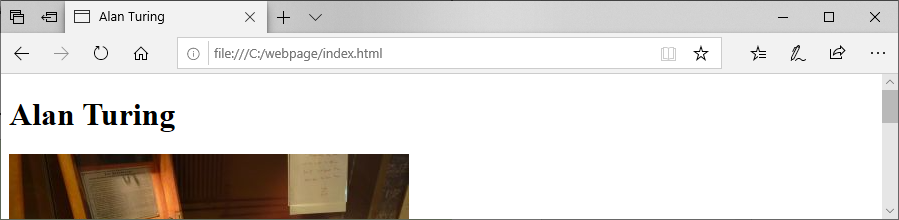 Alan Turing
file:///C:/webpage/index.html
Alan Turing